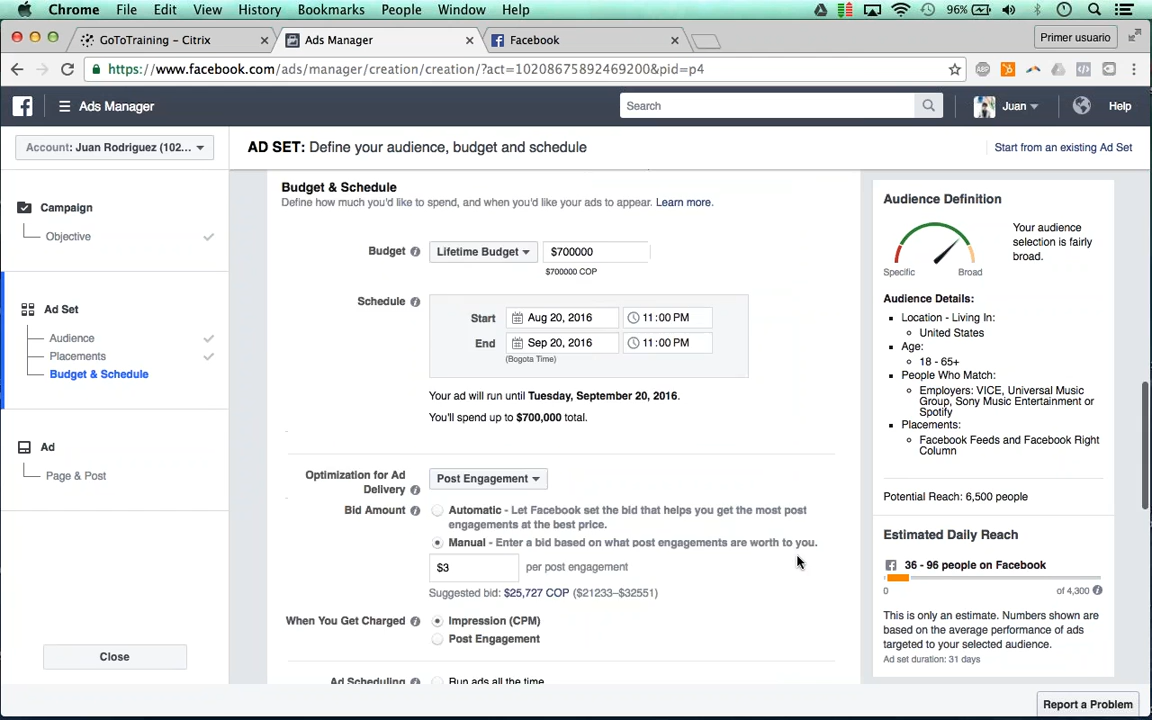 Chrome File Edit View History Bookmarks People Window Help 96%
GoToTraining - Citrix Ads Manager Facebook Primer usuario
https://www.facebook.com/ads/manager/creation/creation/?act=10208675892469200&pid=p4
Ads Manager Search Juan Help
Account: Juan Rodriguez (102... AD SET: Define your audience, budget and schedule Start from an existing Ad Set
Campaign
Objective
Ad Set
Audience
Placements
Budget & Schedule
Ad
Page & Post
Close
Budget & Schedule
Define how much you'd like to spend, and when you'd like your ads to appear. Learn more.
Budget Lifetime Budget $700000
$700000 COP
Schedule
Start Aug 20, 2016 11:00 PM
End Sep 20, 2016 11:00 PM
(Bogota Time)
Your ad will run until Tuesday, September 20, 2016.
You'll spend up to $700,000 total.
Optimization for Ad Delivery Post Engagement
Bid Amount Automatic - Let Facebook set the bid that helps you get the most post
engagements at the best price.
Manual - Enter a bid based on what post engagements are worth to you.
$3 per post engagement
Suggested bid: $25,727 COP ($21233–$32551)
When You Get Charged Impression (CPM)
Post Engagement
Ad Scheduling Run ads all the time
Audience Definition
Your audience
selection is fairly
broad.
Specific Broad
Audience Details:
Location - Living In:
United States
Age:
18 - 65+
People Who Match:
Employers: VICE, Universal Music
Group, Sony Music Entertainment or
Spotify
Placements:
Facebook Feeds and Facebook Right
Column
Potential Reach: 6,500 people
Estimated Daily Reach
36 - 96 people on Facebook
0 of 4,300
This is only an estimate. Numbers shown are
based on the average performance of ads
targeted to your selected audience.
Ad set duration: 31 days
Report a Problem